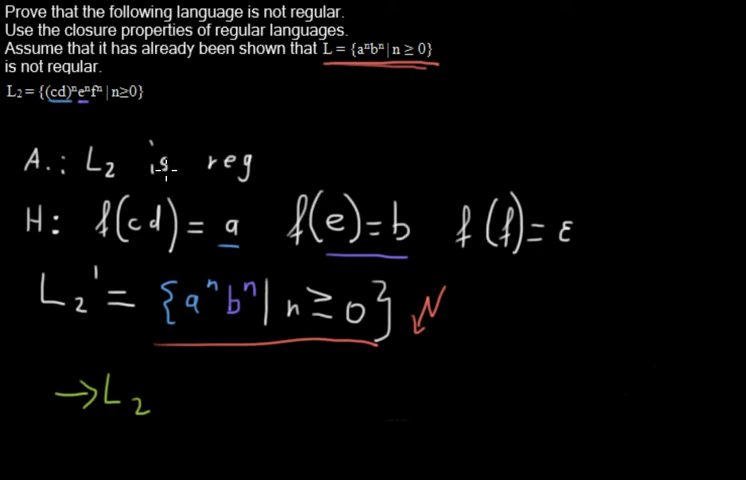 Prove that the following language is not regular.
Use the closure properties of regular languages.
Assume that it has already been shown that L = {aⁿbⁿ | n ≥ 0}
is not regular.
L₂ = {(cd)ⁿeⁿfⁿ | n≥0}
A.: L₂ is reg
H: f(cd) = a f(e) = b f(f) = ε
L₂' = {aⁿbⁿ | n ≥ 0} ↯
→ L₂